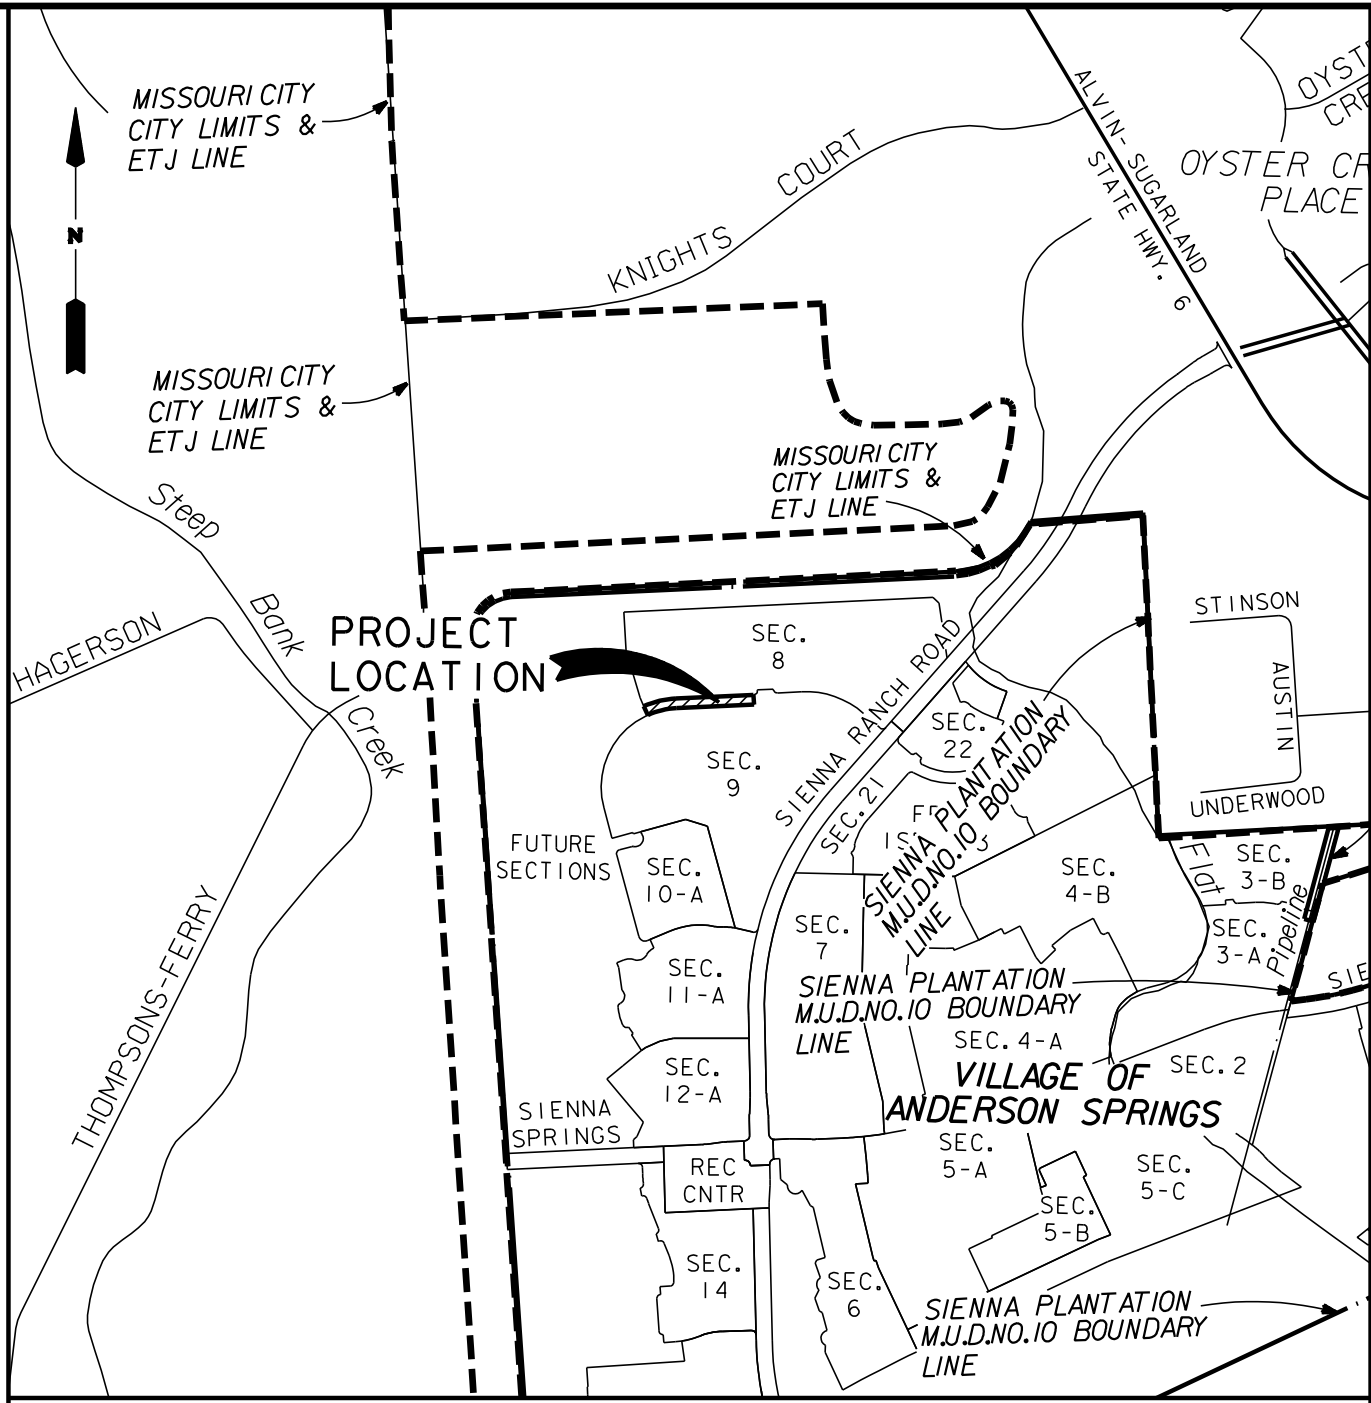 MISSOURI CITY
CITY LIMITS &
ETJ LINE
N
KNIGHTS COURT
ALVIN-SUGARLAND
STATE HWY. 6
OYSTER
PLACE
MISSOURI CITY
CITY LIMITS &
ETJ LINE
MISSOURI CITY
CITY LIMITS &
ETJ LINE
Steep Bank Creek
HAGERSON
PROJECT
LOCATION
SEC.
8
SIENNA RANCH ROAD
STINSON
AUSTIN
UNDERWOOD
SEC.
22
SEC.
9
SEC. 21
SIENNA PLANTATION
M.U.D.NO.10 BOUNDARY
LINE
FUTURE
SECTIONS
SEC.
10-A
SEC.
4-B
Flat
SEC.
3-B
SEC.
3-A
Pipeline
SEC.
7
SEC.
11-A
SIENNA PLANTATION
M.U.D.NO.10 BOUNDARY
LINE
SEC. 4-A
SEC. 2
VILLAGE OF
ANDERSON SPRINGS
THOMPSONS-FERRY
SEC.
12-A
SIENNA
SPRINGS
REC
CNTR
SEC.
5-A
SEC.
5-B
SEC.
5-C
SEC.
14
SEC.
6
SIENNA PLANTATION
M.U.D.NO.10 BOUNDARY
LINE